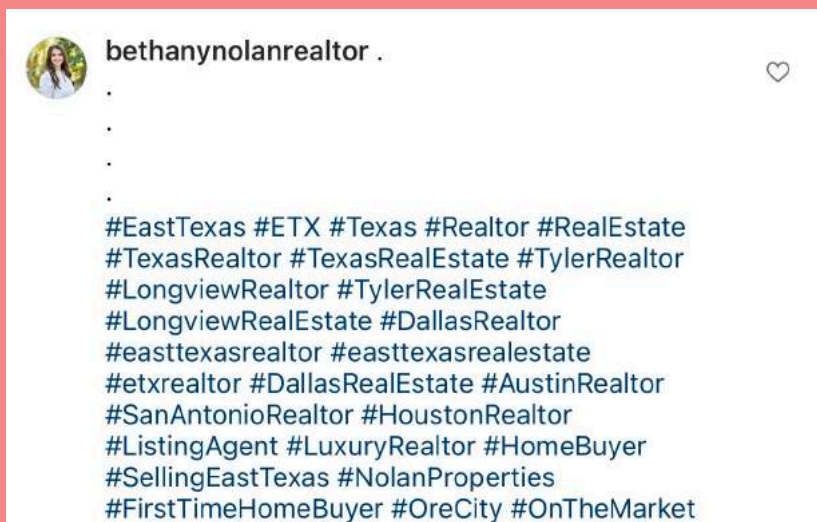 bethanynolanrealtor .
.
.
.
.
#EastTexas #ETX #Texas #Realtor #RealEstate
#TexasRealtor #TexasRealEstate #TylerRealtor
#LongviewRealtor #TylerRealEstate
#LongviewRealEstate #DallasRealtor
#easttexasrealtor #easttexasrealestate
#etxrealtor #DallasRealEstate #AustinRealtor
#SanAntonioRealtor #HoustonRealtor
#ListingAgent #LuxuryRealtor #HomeBuyer
#SellingEastTexas #NolanProperties
#FirstTimeHomeBuyer #OreCity #OnTheMarket